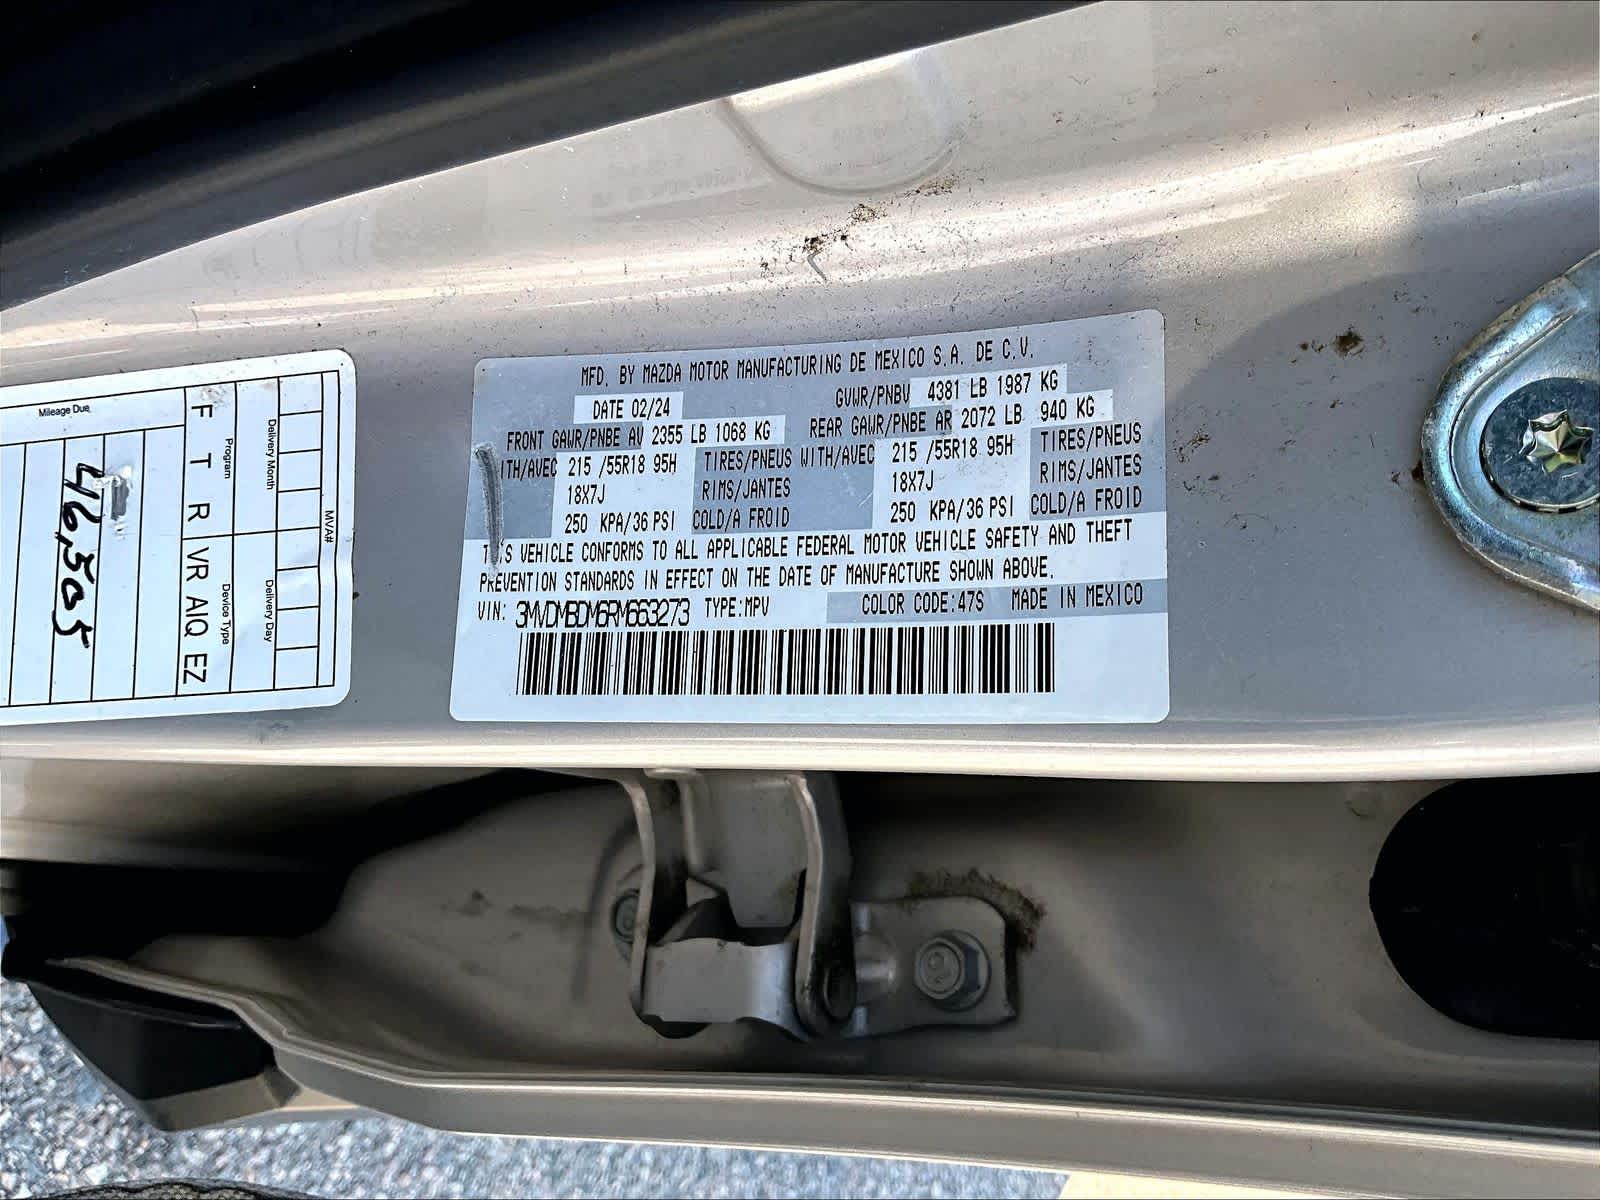 MFD. BY MAZDA MOTOR MANUFACTURING DE MEXICO S.A. DE C.V.
DATE 02/24 GVWR/PNBV 4381 LB 1987 KG
FRONT GAWR/PNBE AV 2355 LB 1068 KG REAR GAWR/PNBE AR 2072 LB 940 KG
WITH/AVEC 215 /55R18 95H TIRES/PNEUS WITH/AVEC 215 /55R18 95H TIRES/PNEUS
18X7J RIMS/JANTES 18X7J RIMS/JANTES
250 KPA/36 PSI COLD/A FROID 250 KPA/36 PSI COLD/A FROID
THIS VEHICLE CONFORMS TO ALL APPLICABLE FEDERAL MOTOR VEHICLE SAFETY AND THEFT
PREVENTION STANDARDS IN EFFECT ON THE DATE OF MANUFACTURE SHOWN ABOVE.
VIN: 3MVDMBDM6RM663273 TYPE:MPV COLOR CODE:47S MADE IN MEXICO
MVA#
Delivery Month Delivery Day
Program Device Type
F T R VR AIQ EZ
Mileage Due
46,505